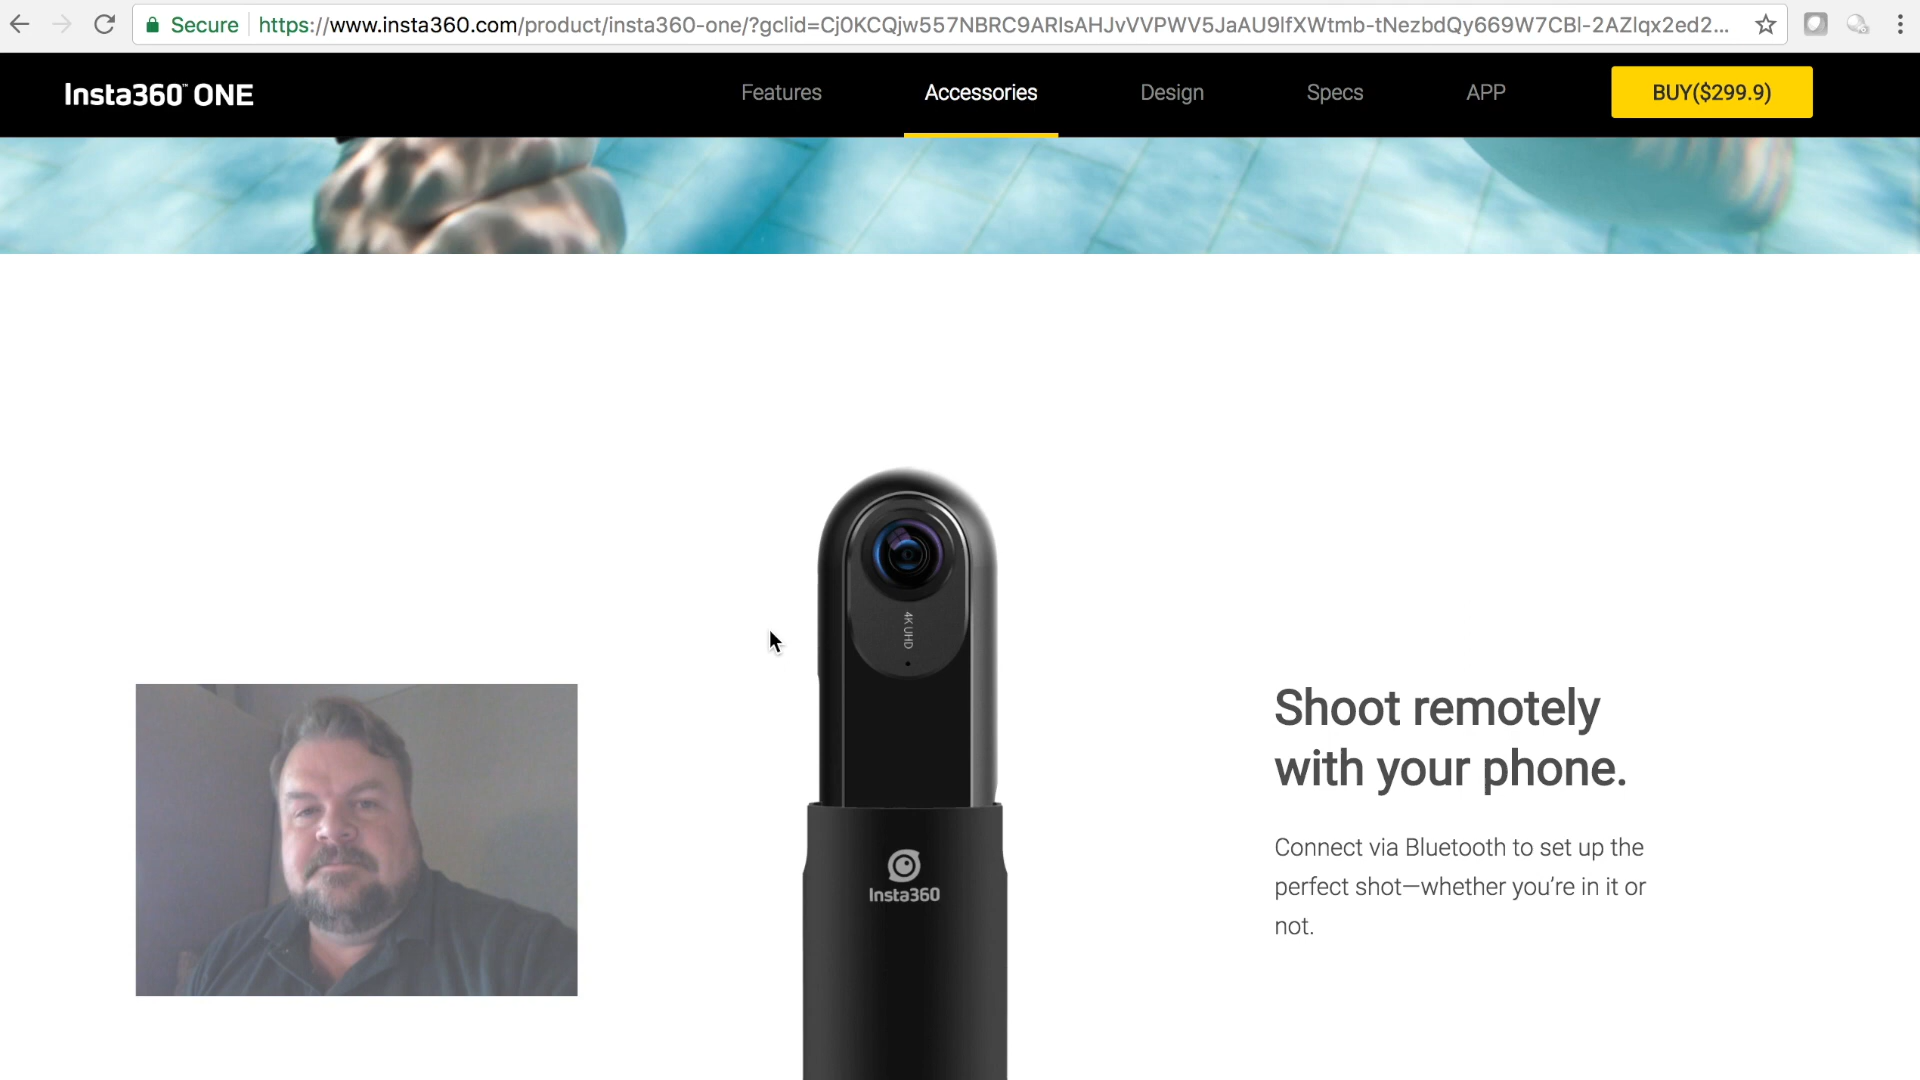 Secure https://www.insta360.com/product/insta360-one/?gclid=Cj0KCQjw557NBRC9ARIsAHJvVVPWV5JaAU9lfXWtmb-tNezbdQy669W7CBl-2AZlqx2ed2...
Insta360™ ONE Features Accessories Design Specs APP BUY($299.9)
4K UHD
Shoot remotely
with your phone.
Connect via Bluetooth to set up the
perfect shot—whether you're in it or
not.
Insta360